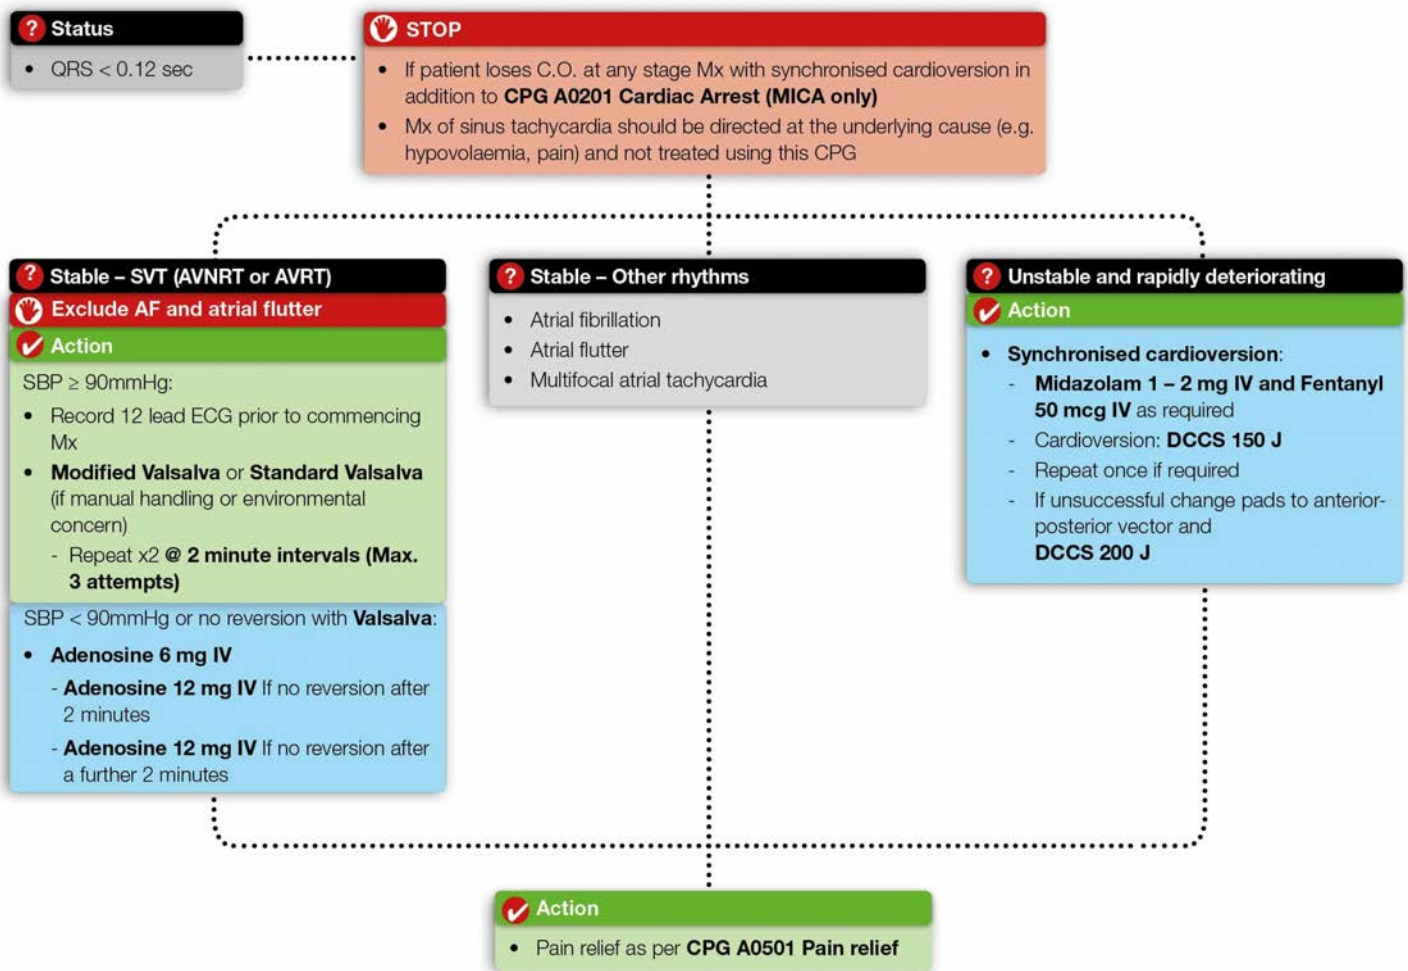 Status
• QRS < 0.12 sec
STOP
• If patient loses C.O. at any stage Mx with synchronised cardioversion in
addition to CPG A0201 Cardiac Arrest (MICA only)
• Mx of sinus tachycardia should be directed at the underlying cause (e.g.
hypovolaemia, pain) and not treated using this CPG
Stable – SVT (AVNRT or AVRT)
Exclude AF and atrial flutter
Action
SBP ≥ 90mmHg:
• Record 12 lead ECG prior to commencing
Mx
• Modified Valsalva or Standard Valsalva
(if manual handling or environmental
concern)
- Repeat x2 @ 2 minute intervals (Max.
3 attempts)
SBP < 90mmHg or no reversion with Valsalva:
• Adenosine 6 mg IV
- Adenosine 12 mg IV If no reversion after
2 minutes
- Adenosine 12 mg IV If no reversion after
a further 2 minutes
Stable – Other rhythms
• Atrial fibrillation
• Atrial flutter
• Multifocal atrial tachycardia
Unstable and rapidly deteriorating
Action
• Synchronised cardioversion:
- Midazolam 1 – 2 mg IV and Fentanyl
50 mcg IV as required
- Cardioversion: DCCS 150 J
- Repeat once if required
- If unsuccessful change pads to anterior-
posterior vector and
DCCS 200 J
Action
• Pain relief as per CPG A0501 Pain relief